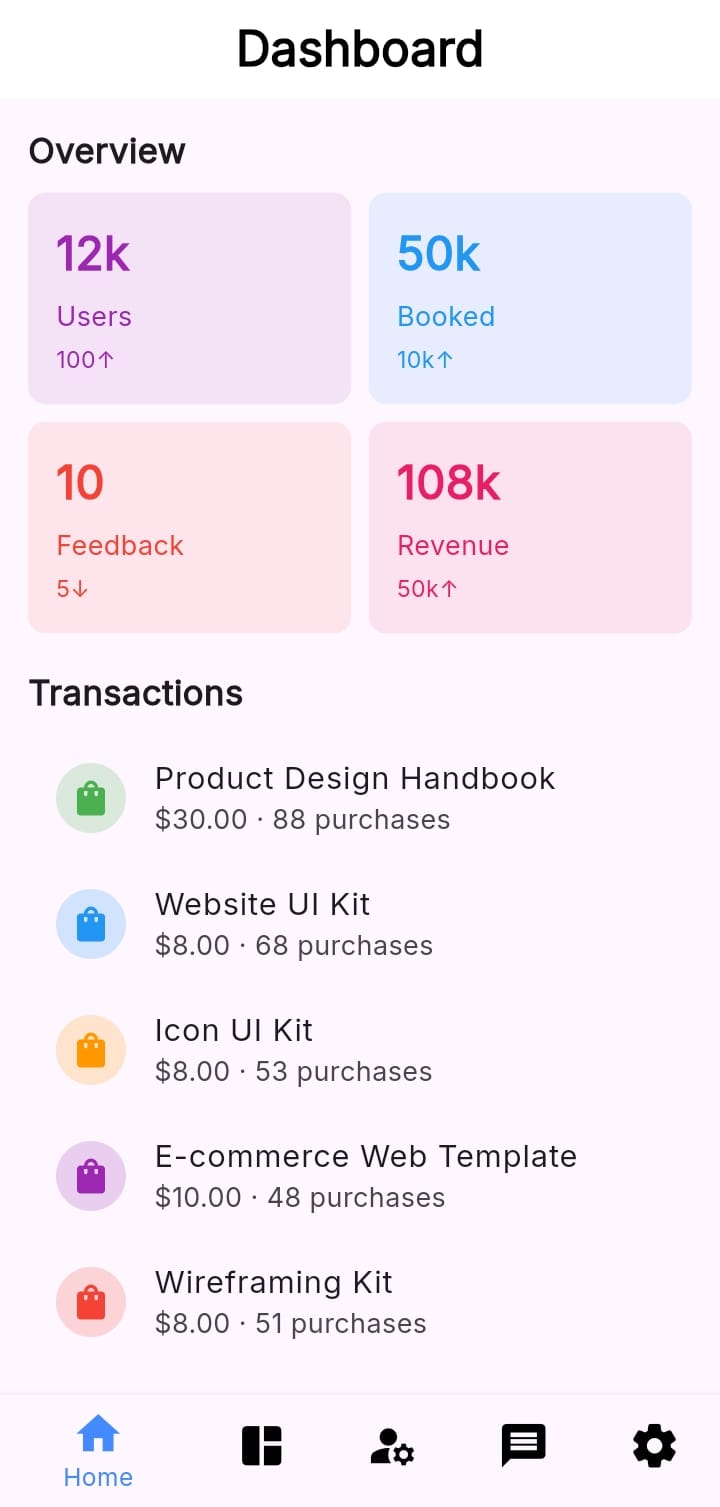 Dashboard
Overview
12k
Users
100↑
50k
Booked
10k↑
10
Feedback
5↓
108k
Revenue
50k↑
Transactions
Product Design Handbook
$30.00 · 88 purchases
Website UI Kit
$8.00 · 68 purchases
Icon UI Kit
$8.00 · 53 purchases
E-commerce Web Template
$10.00 · 48 purchases
Wireframing Kit
$8.00 · 51 purchases
Home